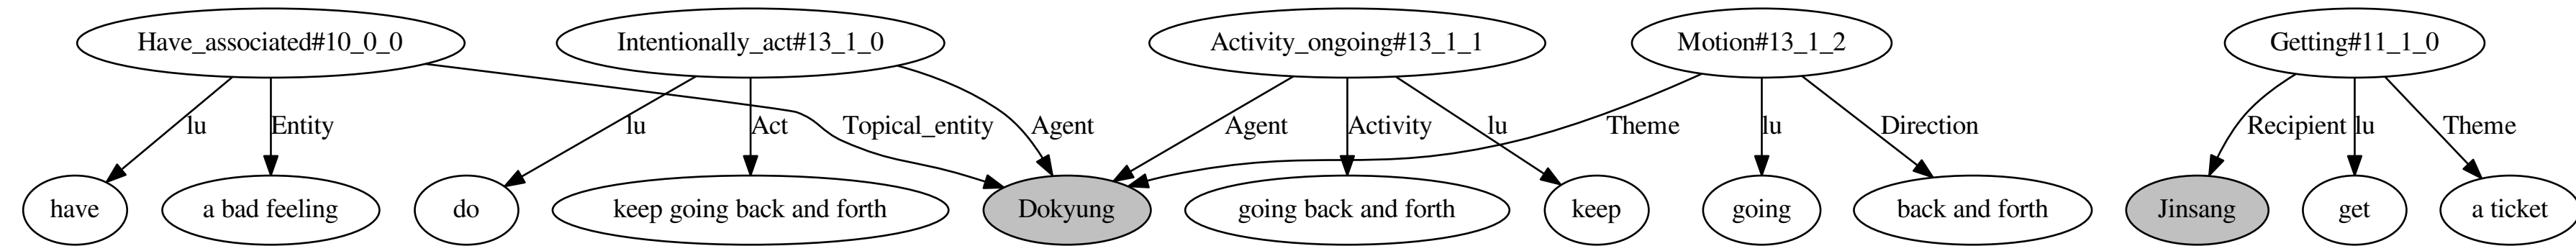 Have_associated#10_0_0 Intentionally_act#13_1_0 Activity_ongoing#13_1_1 Motion#13_1_2 Getting#11_1_0
lu Entity lu Act Topical_entity Agent Agent Activity lu Theme lu Direction Recipient lu Theme
have a bad feeling do keep going back and forth Dokyung going back and forth keep going back and forth Jinsang get a ticket